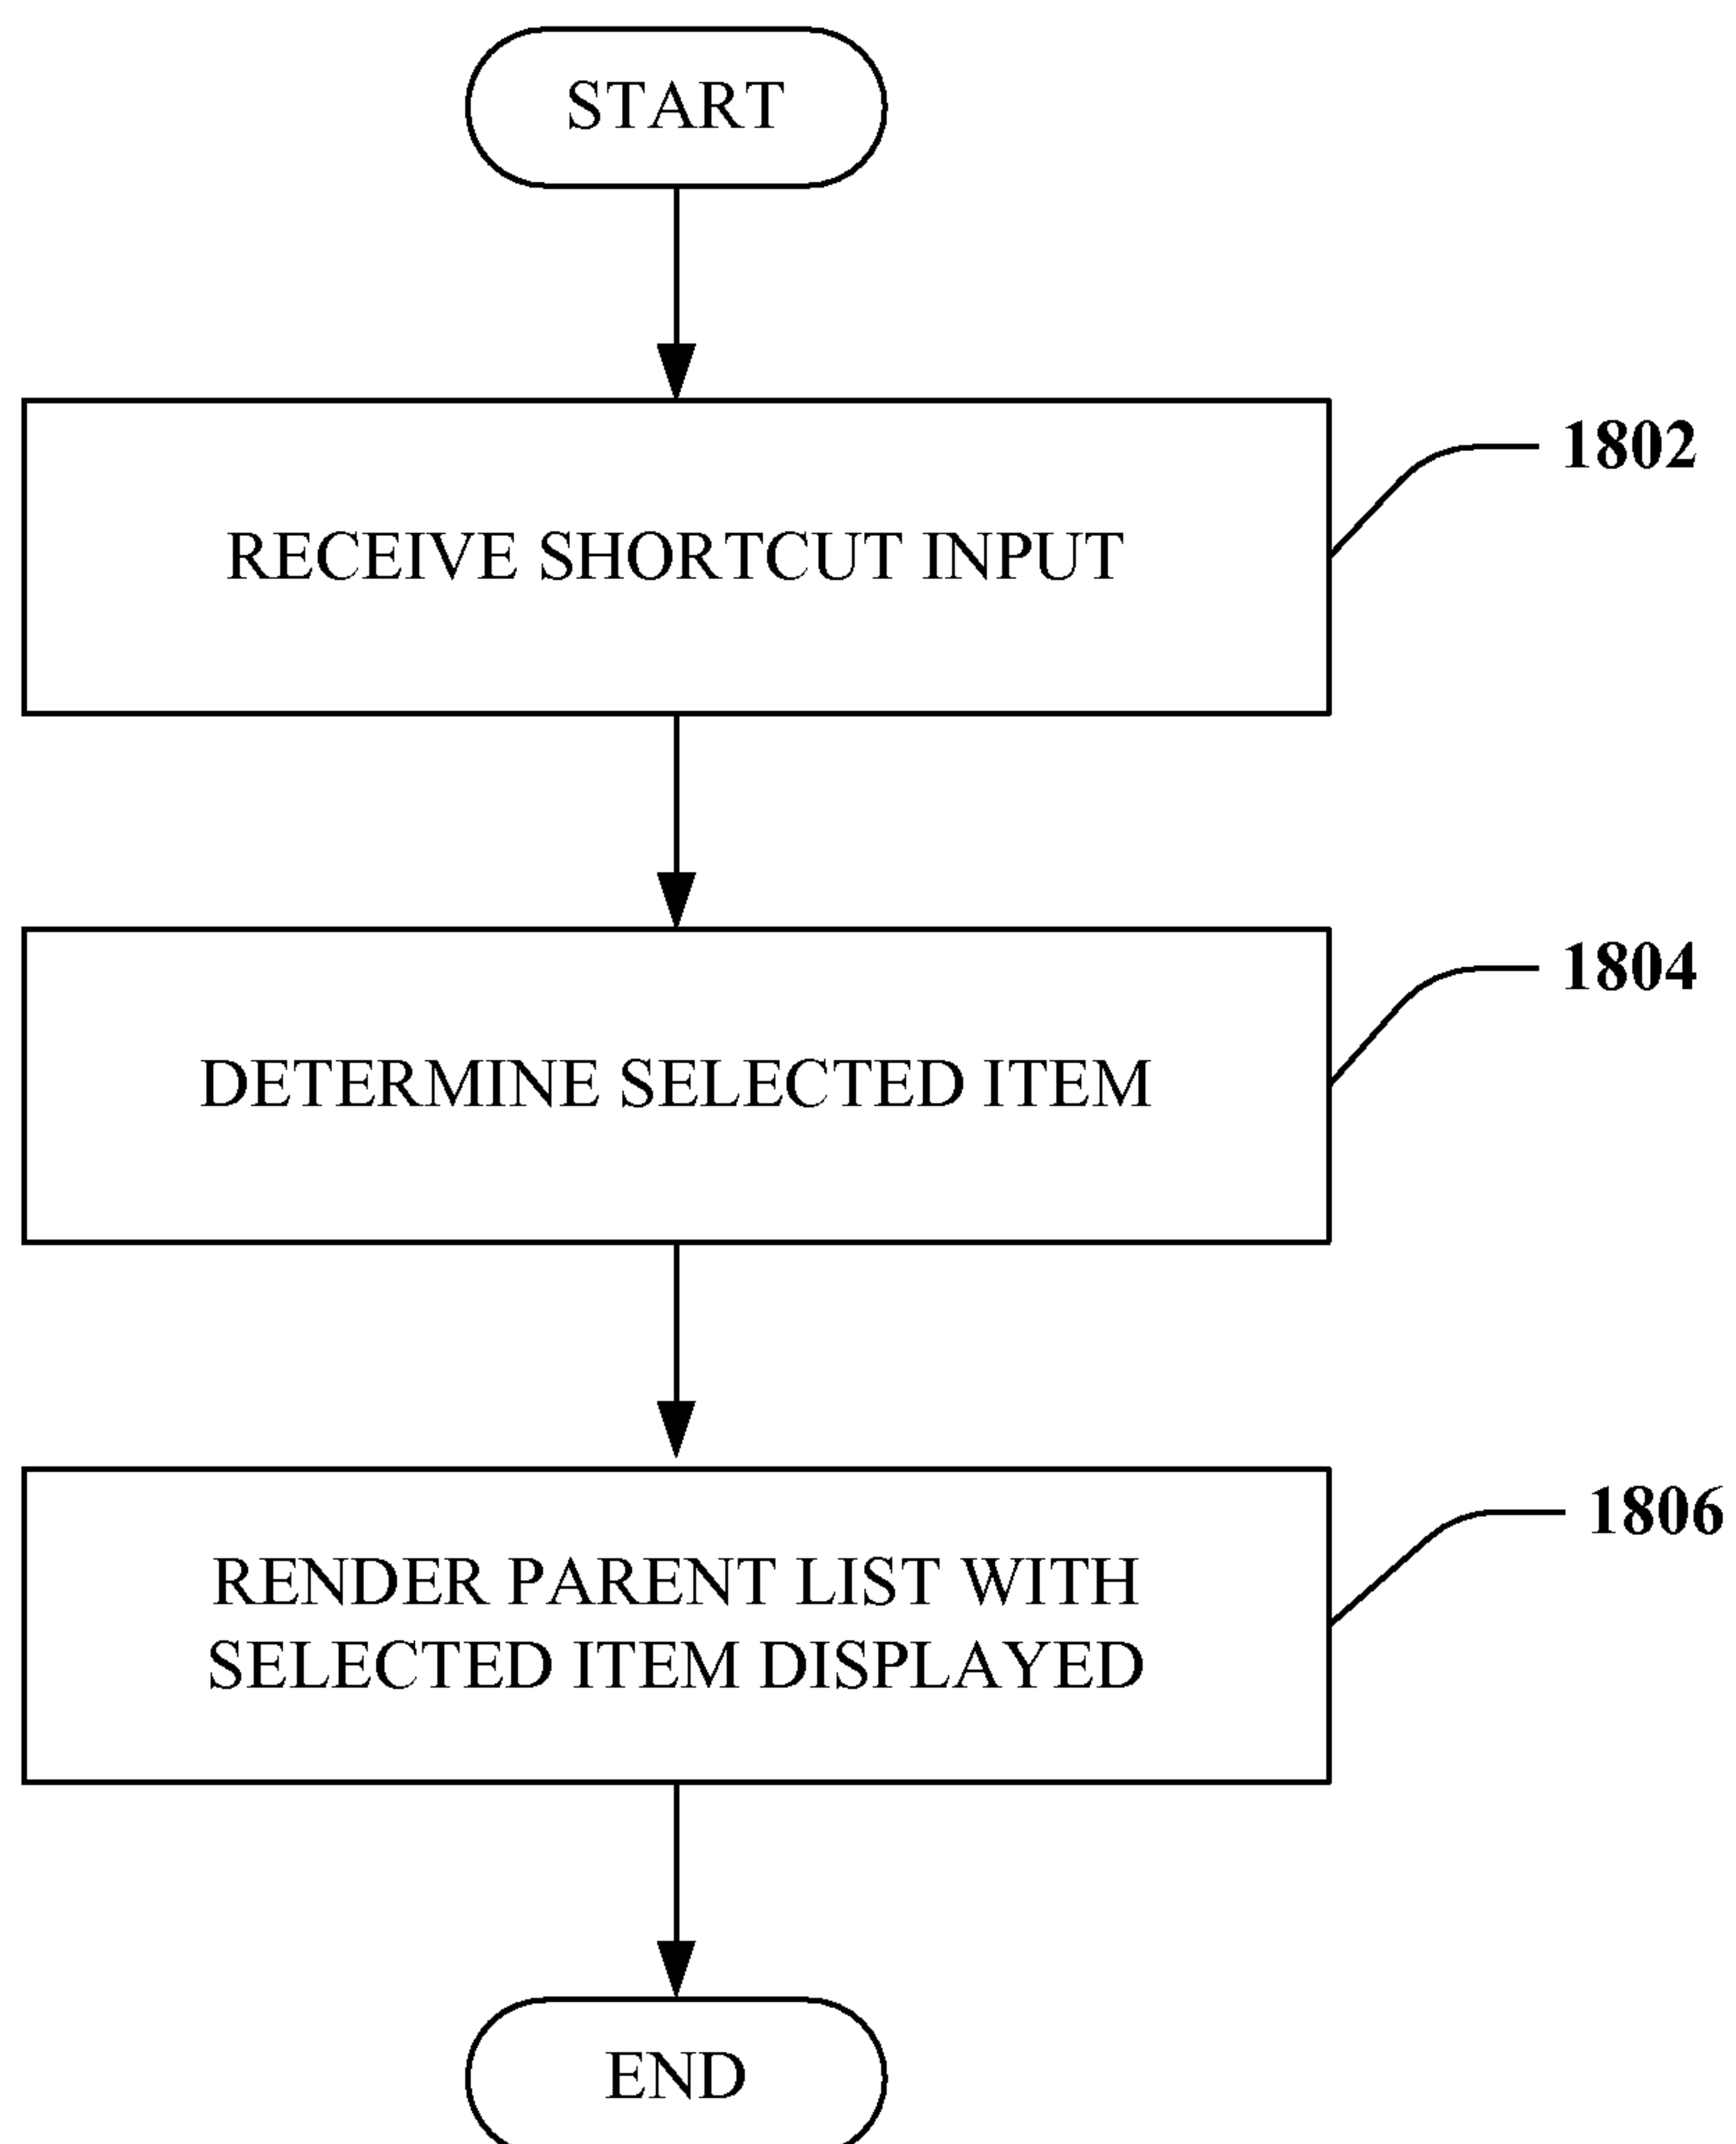 START
1802
RECEIVE SHORTCUT INPUT
1804
DETERMINE SELECTED ITEM
1806
RENDER PARENT LIST WITH
SELECTED ITEM DISPLAYED
END